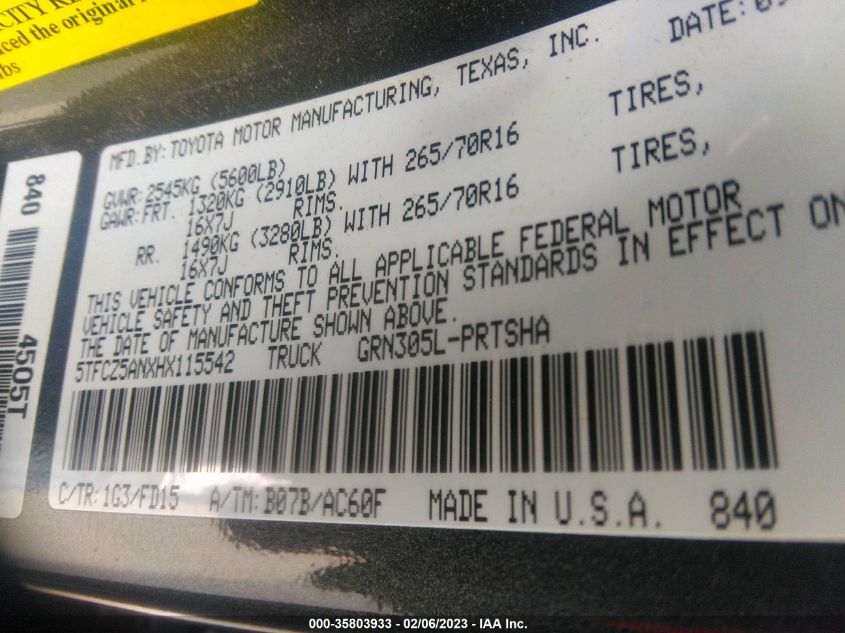 CITY RE
ced the original
lbs
MFD.BY: TOYOTA MOTOR MANUFACTURING, TEXAS, INC. DATE:
GVWR: 2545KG (5600LB)
GAWR: FRT. 1320KG (2910LB) WITH 265/70R16 TIRES,
16X7J RIMS.
RR. 1490KG (3280LB) WITH 265/70R16 TIRES,
16X7J RIMS.
THIS VEHICLE CONFORMS TO ALL APPLICABLE FEDERAL MOTOR
VEHICLE SAFETY AND THEFT PREVENTION STANDARDS IN EFFECT ON
THE DATE OF MANUFACTURE SHOWN ABOVE.
5TFCZ5ANXHX115542 TRUCK GRN305L-PRTSHA
C/TR: 1G3/FD15 A/TM: B07B/AC60F MADE IN U.S.A. 840
840 4505T
000-35803933 - 02/06/2023 - IAA Inc.